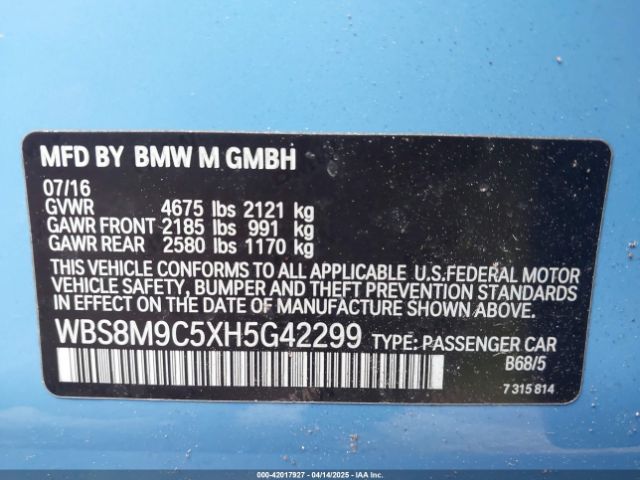 MFD BY BMW M GMBH
07/16
GVWR 4675 lbs 2121 kg
GAWR FRONT 2185 lbs 991 kg
GAWR REAR 2580 lbs 1170 kg
THIS VEHICLE CONFORMS TO ALL APPLICABLE U.S.FEDERAL MOTOR
VEHICLE SAFETY, BUMPER AND THEFT PREVENTION STANDARDS
IN EFFECT ON THE DATE OF MANUFACTURE SHOWN ABOVE.
WBS8M9C5XH5G42299 TYPE: PASSENGER CAR
B68/5
7 315 814
000-42017927 - 04/14/2025 - IAA Inc.